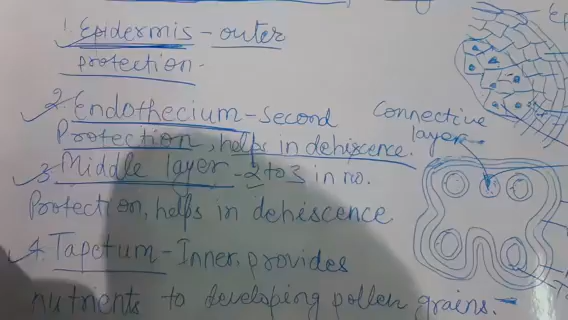 1. Epidermis - outer
protection.
2. Endothecium - second
Protection, helps in dehiscence.
3. Middle layer - 2 to 3 in no.
Protection, helps in dehiscence
4. Tapetum - Inner, provides
nutrients to developing pollen grains.
Connective
layer